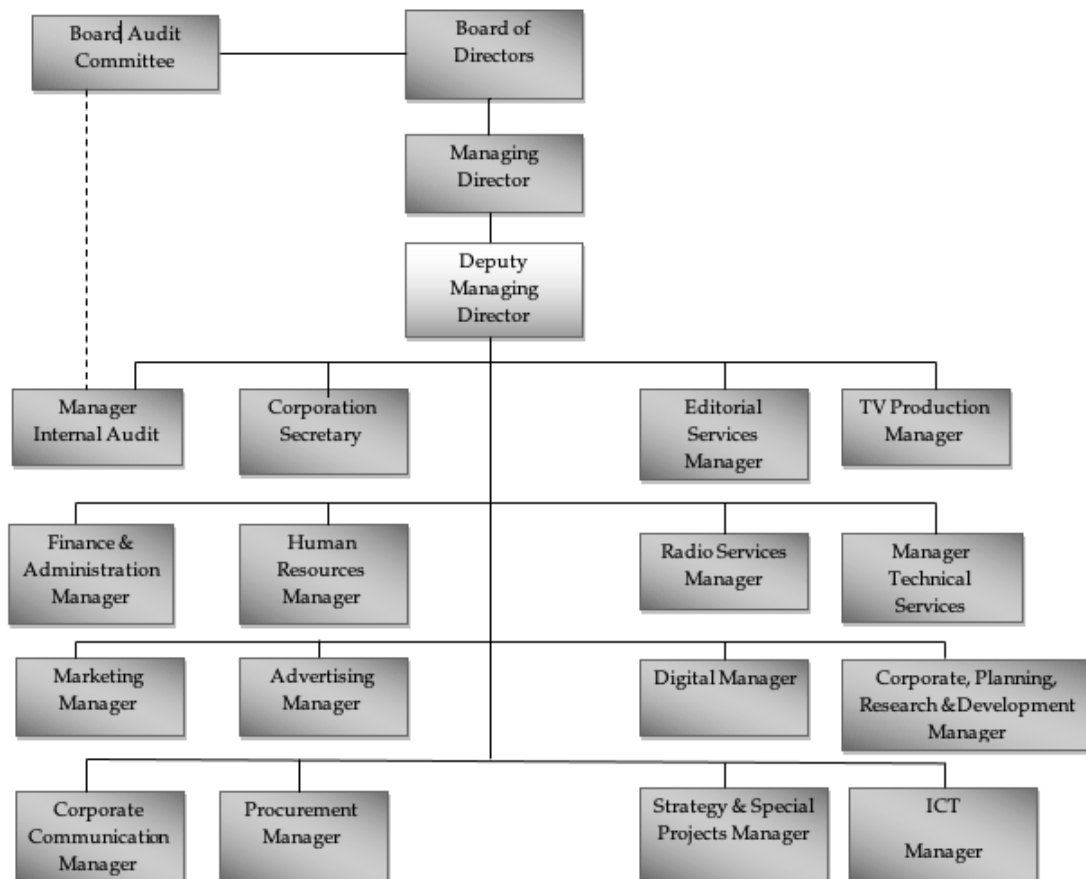 Board Audit
Committee
Board of
Directors
Managing
Director
Deputy
Managing
Director
Manager
Internal Audit
Corporation
Secretary
Editorial
Services
Manager
TV Production
Manager
Finance &
Administration
Manager
Human
Resources
Manager
Radio Services
Manager
Manager
Technical
Services
Marketing
Manager
Advertising
Manager
Digital Manager
Corporate, Planning,
Research & Development
Manager
Corporate
Communication
Manager
Procurement
Manager
Strategy & Special
Projects Manager
ICT
Manager